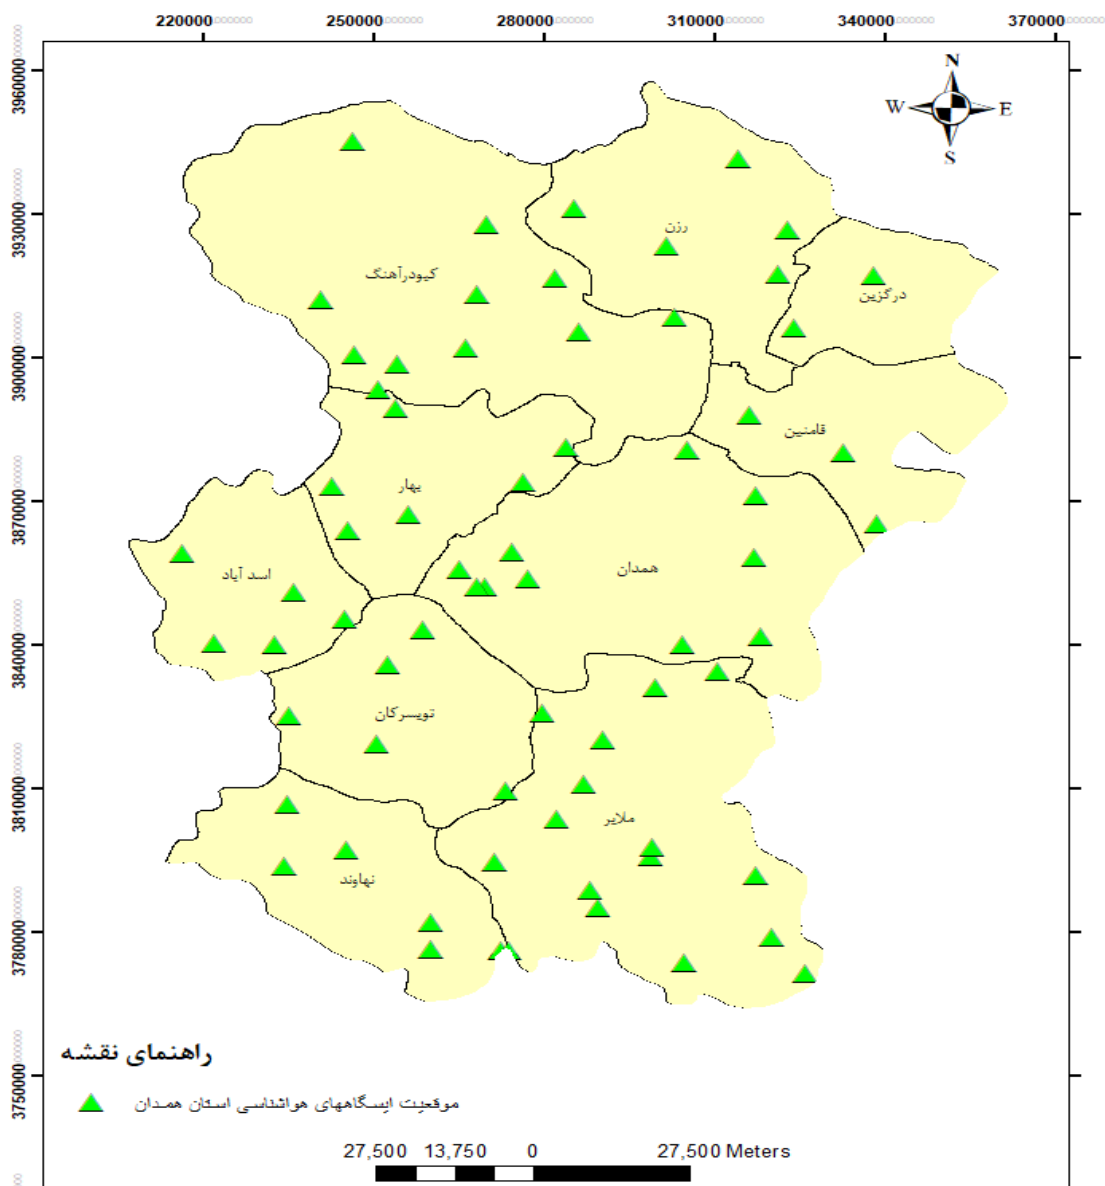 220000 250000 280000 310000 340000 370000
3960000
N
W E
S
3930000
رزن
کبودرآهنگ
درگزین
3900000
فامنین
بهار
3870000
اسد آباد
همدان
3840000
تویسرکان
3810000
ملایر
نهاوند
3780000
راهنمای نقشه
3750000
موقعیت ایستگاههای هواشناسی استان همدان
27,500 13,750 0 27,500 Meters